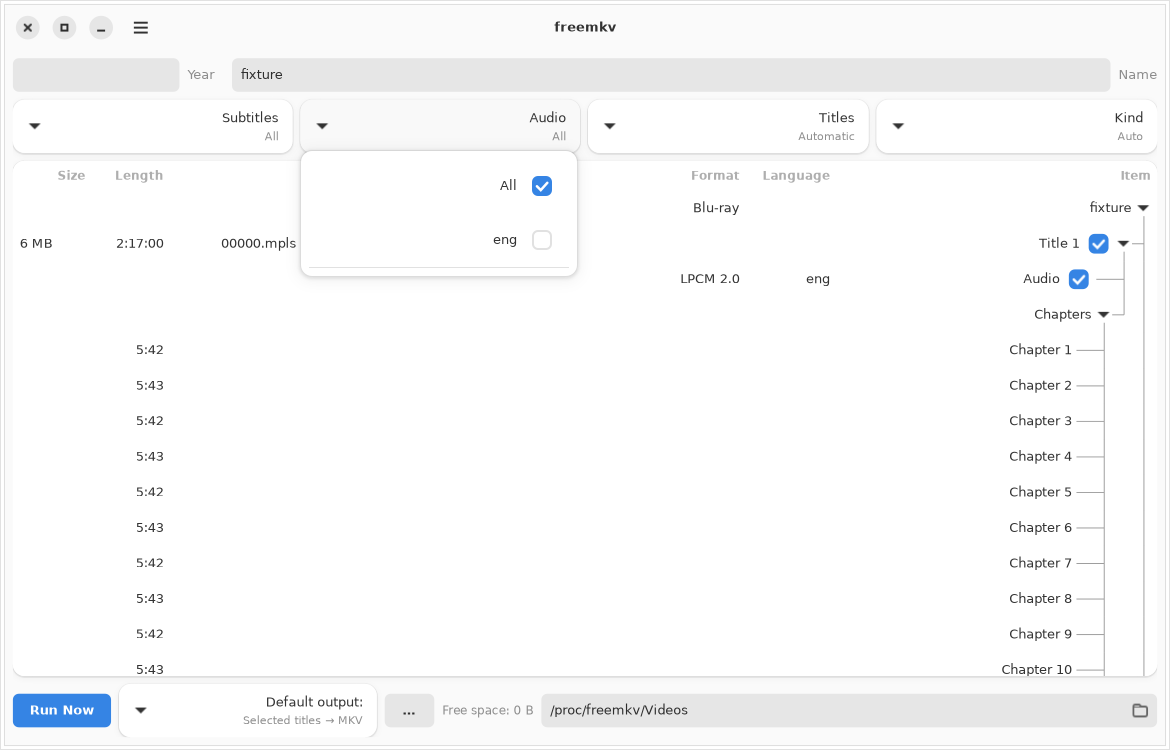 freemkv
Name
fixture
Year
Kind
Auto
Titles
Automatic
Audio
All
Subtitles
All
All
eng
Item Language Format Length Size
fixture Blu-ray
Title 1 00000.mpls 2:17:00 6 MB
Audio eng LPCM 2.0
Chapters
Chapter 1 5:42
Chapter 2 5:43
Chapter 3 5:42
Chapter 4 5:43
Chapter 5 5:42
Chapter 6 5:43
Chapter 7 5:42
Chapter 8 5:43
Chapter 9 5:42
Chapter 10 5:43
/proc/freemkv/Videos
Free space: 0 B
...
Default output:
Selected titles → MKV
Run Now